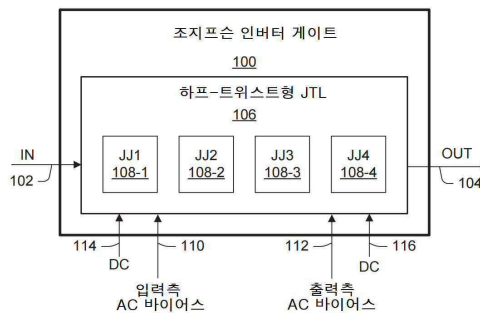 조지프슨 인버터 게이트
100
하프-트위스트형 JTL
106
IN
JJ1
JJ2
JJ3
JJ4
OUT
108-1
108-2
108-3
108-4
102
104
114
110
112
116
DC
DC
입력측
출력측
AC 바이어스
AC 바이어스